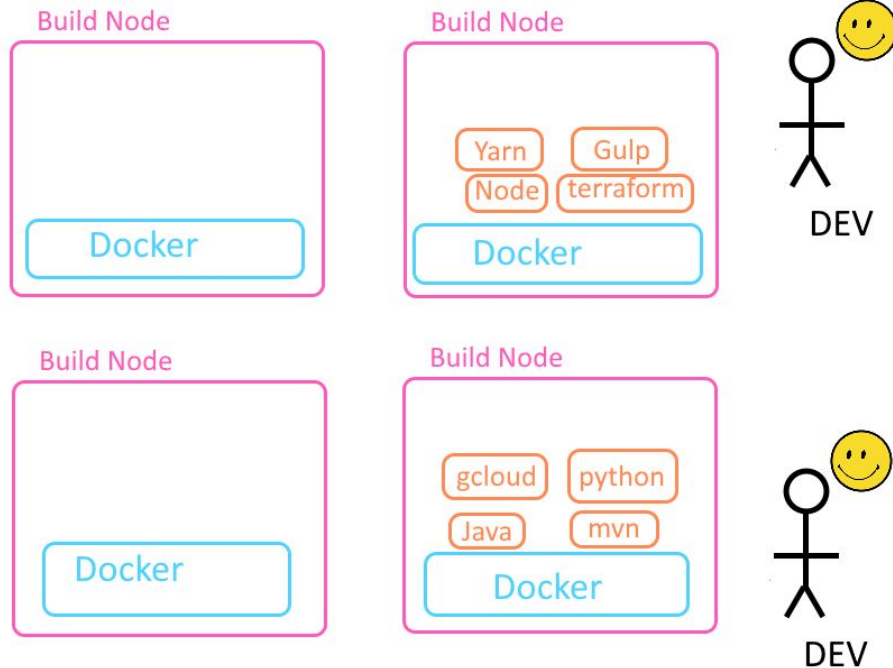 Build Node
Build Node
Yarn
Gulp
Node
terraform
DEV
Docker
Docker
Build Node
Build Node
gcloud
python
Java
mvn
Docker
Docker
DEV